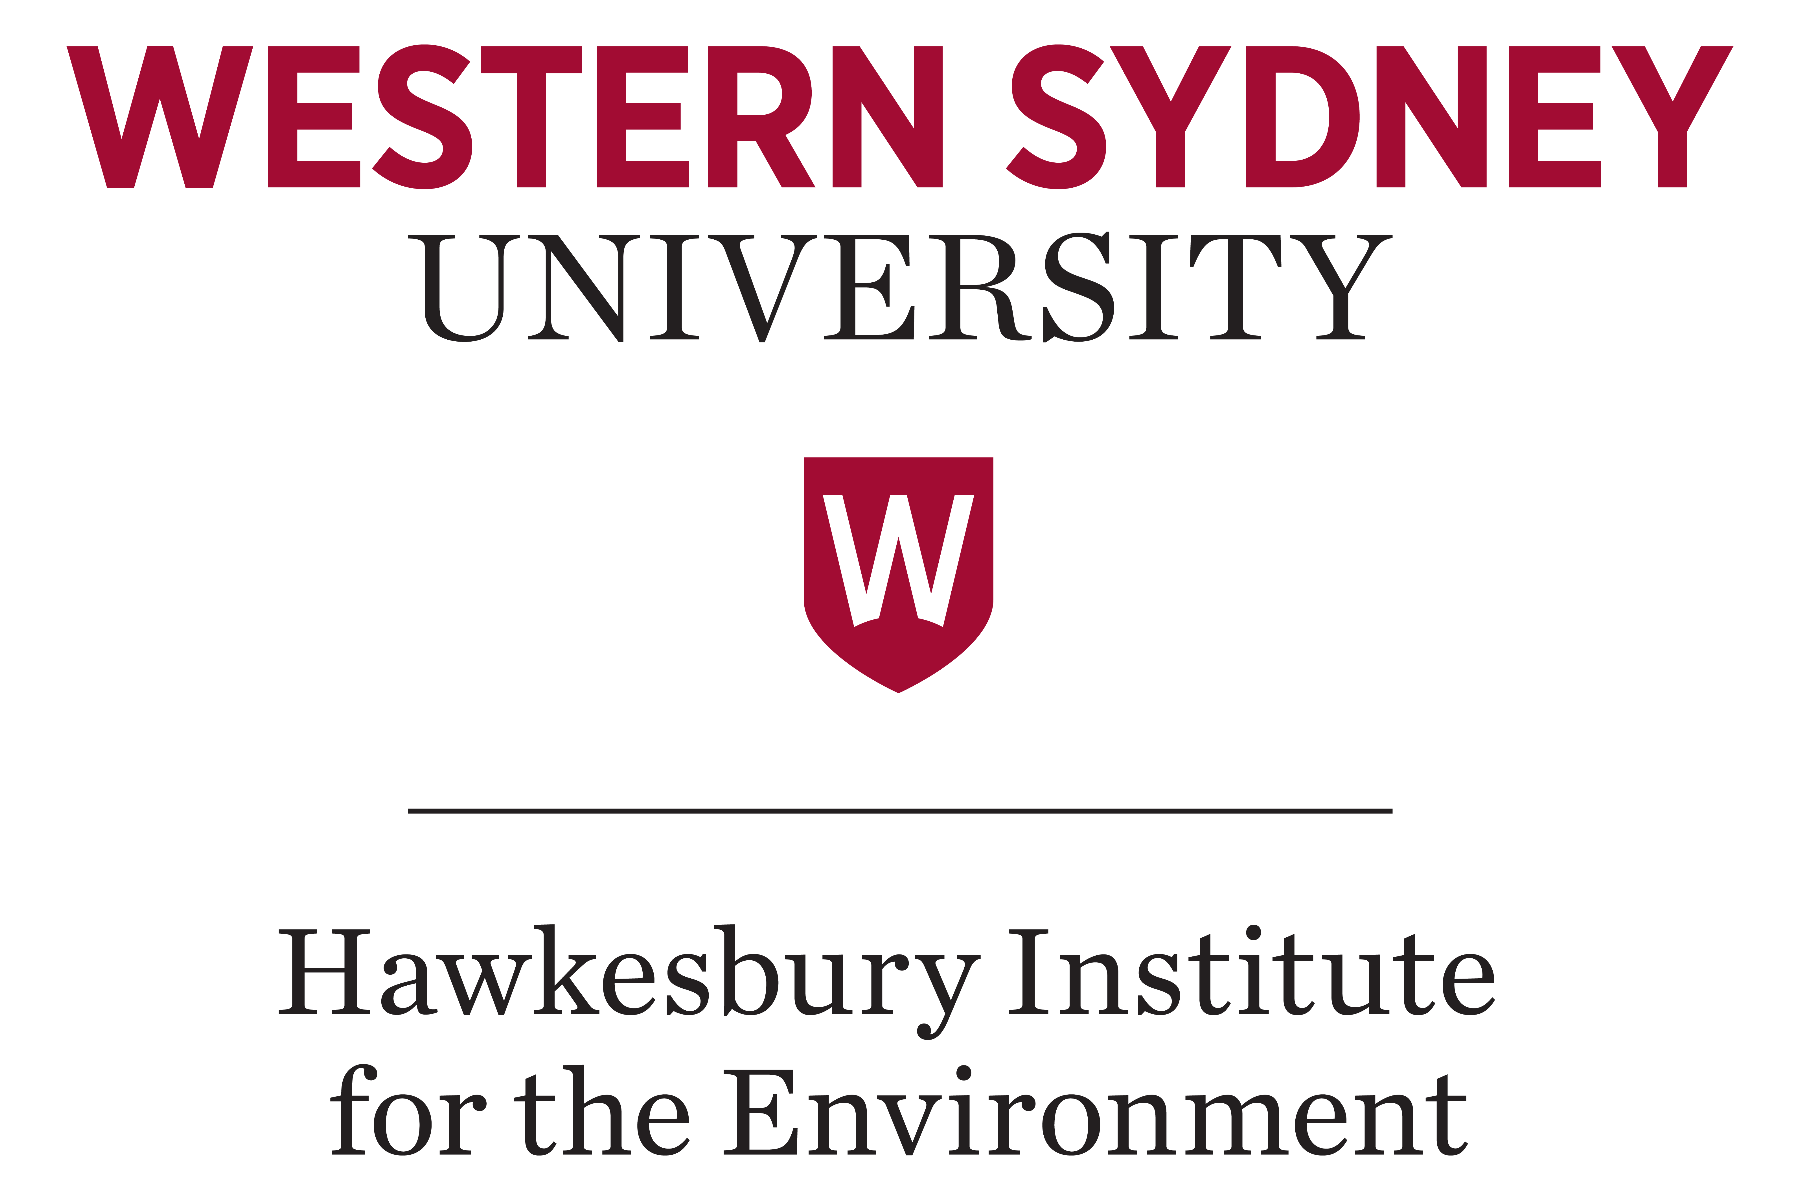 WESTERN SYDNEY
UNIVERSITY
W
Hawkesbury Institute
for the Environment